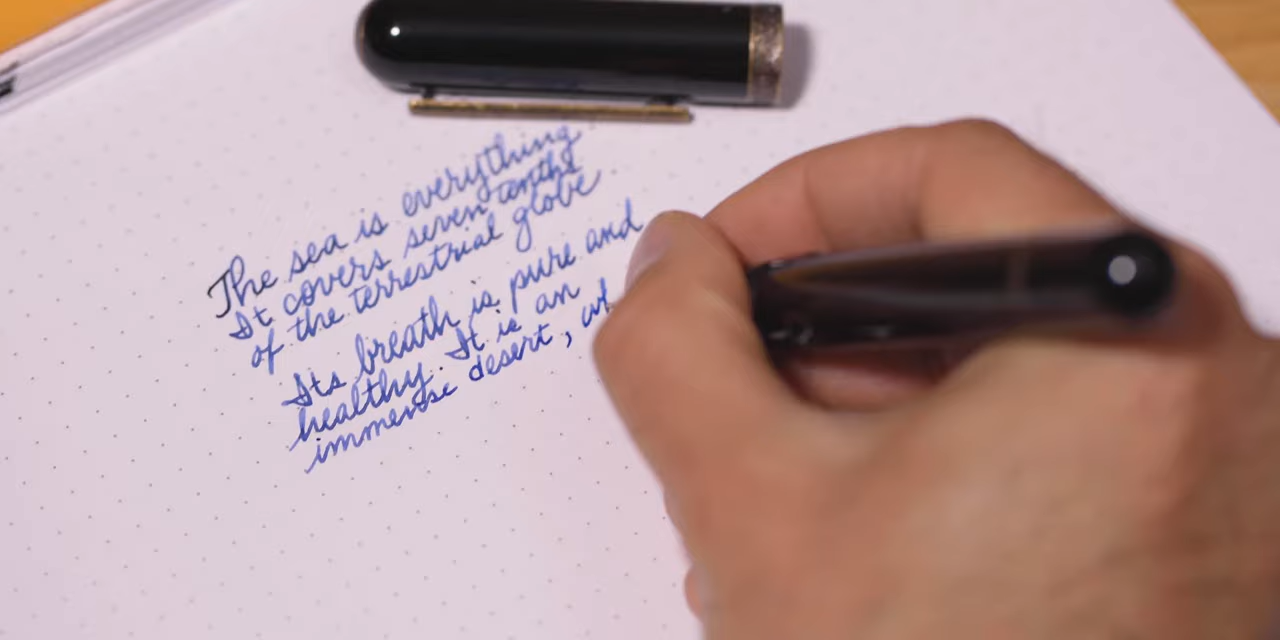 The sea is everything
It covers seven tenths
of the terrestrial globe
Its breath is pure and
healthy. It is an
immense desert, wh